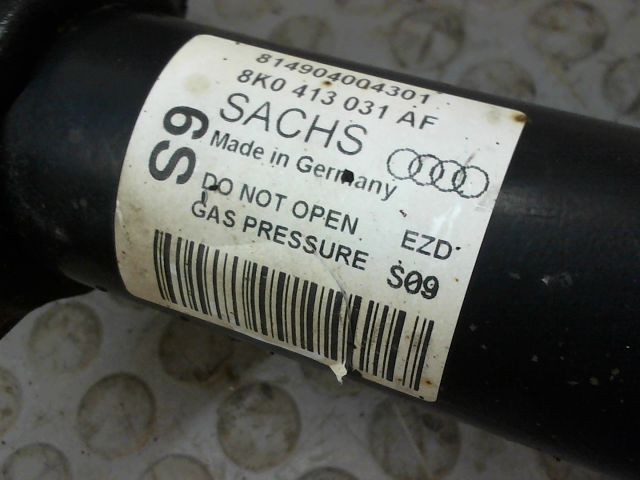 814904004301
8K0 413 031 AF
SACHS
S9
Made in Germany
DO NOT OPEN
GAS PRESSURE
EZD
S09